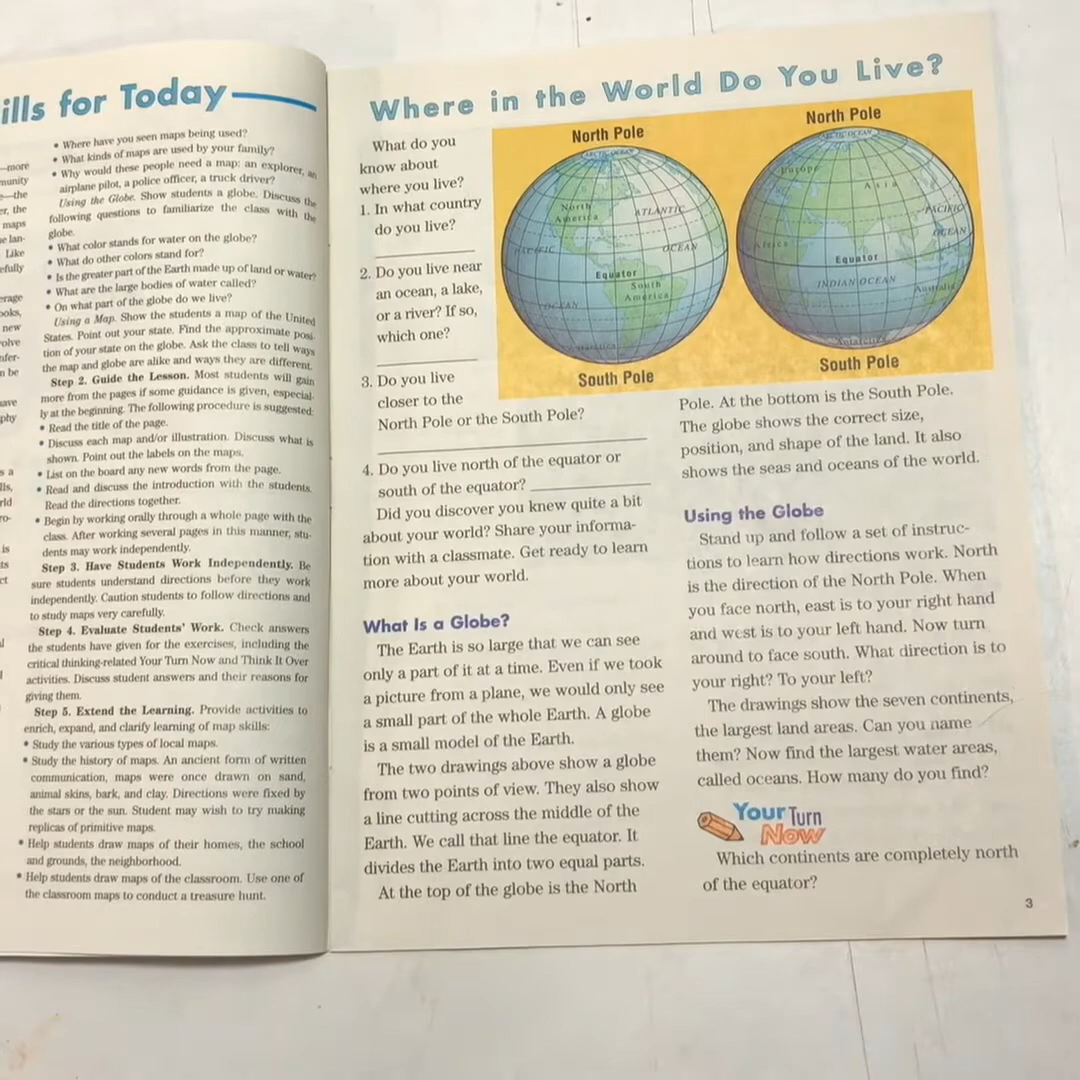 ills for Today
—more
munity
e—the
er, the
maps
e lan-
Like
efully
erage
ooks,
new
olve
nfer-
n be
ave
phy
s a
lls,
rld
ro-
is
ts
ct
• Where have you seen maps being used?
• What kinds of maps are used by your family?
• Why would these people need a map: an explorer, an
airplane pilot, a police officer, a truck driver?
Using the Globe. Show students a globe. Discuss the
following questions to familiarize the class with the
globe.
• What color stands for water on the globe?
• What do other colors stand for?
• Is the greater part of the Earth made up of land or water?
• What are the large bodies of water called?
• On what part of the globe do we live?
Using a Map. Show the students a map of the United
States. Point out your state. Find the approximate posi-
tion of your state on the globe. Ask the class to tell ways
the map and globe are alike and ways they are different.
Step 2. Guide the Lesson. Most students will gain
more from the pages if some guidance is given, especial-
ly at the beginning. The following procedure is suggested:
• Read the title of the page.
• Discuss each map and/or illustration. Discuss what is
shown. Point out the labels on the maps.
• List on the board any new words from the page.
• Read and discuss the introduction with the students.
Read the directions together.
• Begin by working orally through a whole page with the
class. After working several pages in this manner, stu-
dents may work independently.
Step 3. Have Students Work Independently. Be
sure students understand directions before they work
independently. Caution students to follow directions and
to study maps very carefully.
Step 4. Evaluate Students' Work. Check answers
the students have given for the exercises, including the
critical thinking-related Your Turn Now and Think It Over
activities. Discuss student answers and their reasons for
giving them.
Step 5. Extend the Learning. Provide activities to
enrich, expand, and clarify learning of map skills:
• Study the various types of local maps.
• Study the history of maps. An ancient form of written
communication, maps were once drawn on sand,
animal skins, bark, and clay. Directions were fixed by
the stars or the sun. Student may wish to try making
replicas of primitive maps.
• Help students draw maps of their homes, the school
and grounds, the neighborhood.
• Help students draw maps of the classroom. Use one of
the classroom maps to conduct a treasure hunt.
Where in the World Do You Live?
What do you
know about
where you live?
1. In what country
do you live?
2. Do you live near
an ocean, a lake,
or a river? If so,
which one?
3. Do you live
closer to the
North Pole or the South Pole?
4. Do you live north of the equator or
south of the equator?
Did you discover you knew quite a bit
about your world? Share your informa-
tion with a classmate. Get ready to learn
more about your world.
What Is a Globe?
The Earth is so large that we can see
only a part of it at a time. Even if we took
a picture from a plane, we would only see
a small part of the whole Earth. A globe
is a small model of the Earth.
The two drawings above show a globe
from two points of view. They also show
a line cutting across the middle of the
Earth. We call that line the equator. It
divides the Earth into two equal parts.
At the top of the globe is the North
North Pole
ARCTIC OCEAN
North
America
ATLANTIC
PACIFIC
OCEAN
Equator
South
America
OCEAN
Antarctica
South Pole
North Pole
ARCTIC OCEAN
Europe
Asia
PACIFIC
OCEAN
Africa
Equator
INDIAN OCEAN
Australia
Antarctica
South Pole
Pole. At the bottom is the South Pole.
The globe shows the correct size,
position, and shape of the land. It also
shows the seas and oceans of the world.
Using the Globe
Stand up and follow a set of instruc-
tions to learn how directions work. North
is the direction of the North Pole. When
you face north, east is to your right hand
and west is to your left hand. Now turn
around to face south. What direction is to
your right? To your left?
The drawings show the seven continents,
the largest land areas. Can you name
them? Now find the largest water areas,
called oceans. How many do you find?
Your Turn
Now
Which continents are completely north
of the equator?
3